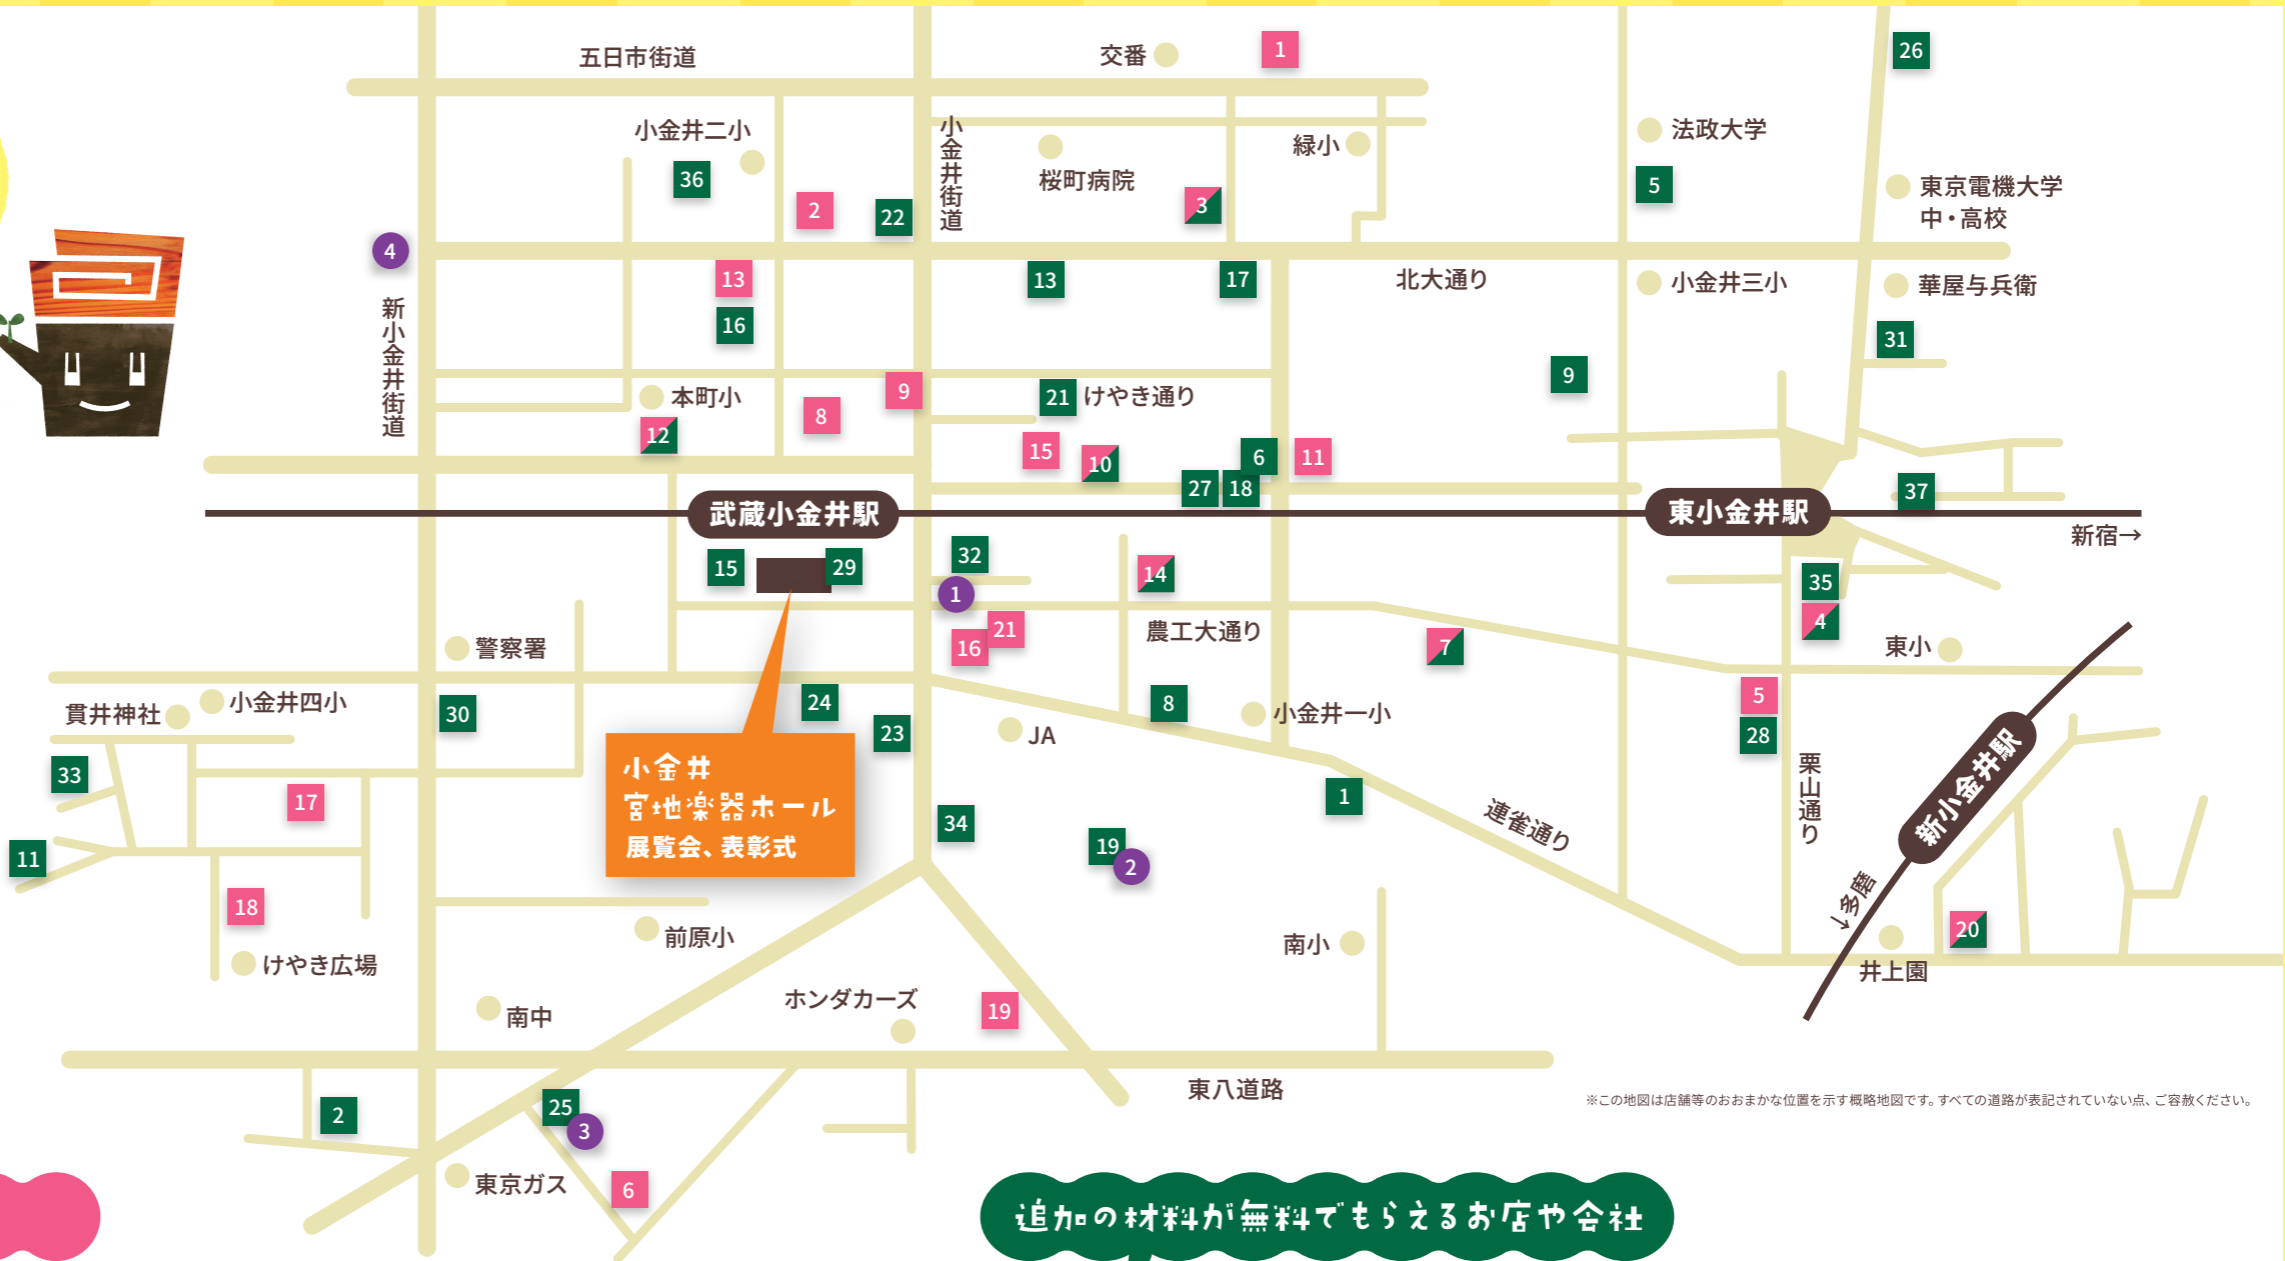 五日市街道
交番
1
26
小金井二小
小金井街道
桜町病院
緑小
法政大学
36
2
22
3
5
東京電機大学
中・高校
4
13
13
17
北大通り
小金井三小
華屋与兵衛
新小金井街道
16
31
9
本町小
8
9
21
けやき通り
12
15
10
6
11
27
18
37
武蔵小金井駅
東小金井駅
新宿→
15
29
32
1
14
35
16
21
農工大通り
7
4
警察署
東小
貫井神社
小金井四小
30
24
23
JA
8
小金井一小
5
28
33
17
小金井
宮地楽器ホール
展覧会、表彰式
34
19
2
1
連雀通り
栗山通り
新小金井駅
11
18
けやき広場
前原小
南小
←多磨
20
井上園
南中
ホンダカーズ
19
東八道路
※この地図は店舗等のおおまかな位置を示す概略地図です。すべての道路が表記されていない点、ご容赦ください。
2
25
3
東京ガス
6
追加の材料が無料でもらえるお店や会社